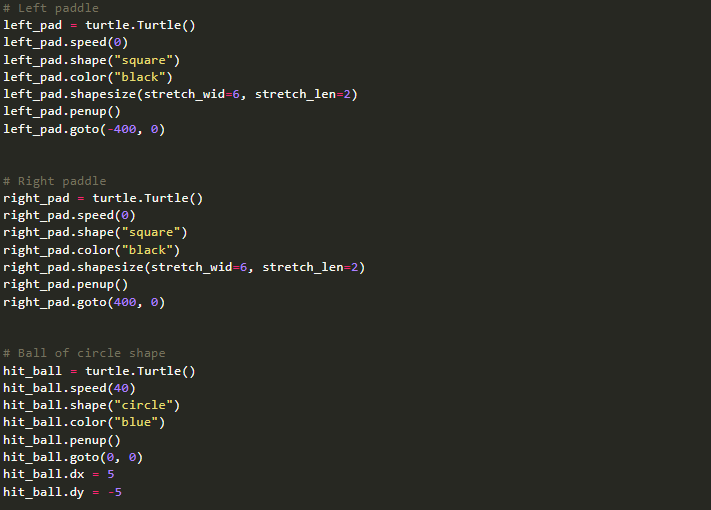 # Left paddle
left_pad = turtle.Turtle()
left_pad.speed(0)
left_pad.shape("square")
left_pad.color("black")
left_pad.shapesize(stretch_wid=6, stretch_len=2)
left_pad.penup()
left_pad.goto(-400, 0)
# Right paddle
right_pad = turtle.Turtle()
right_pad.speed(0)
right_pad.shape("square")
right_pad.color("black")
right_pad.shapesize(stretch_wid=6, stretch_len=2)
right_pad.penup()
right_pad.goto(400, 0)
# Ball of circle shape
hit_ball = turtle.Turtle()
hit_ball.speed(40)
hit_ball.shape("circle")
hit_ball.color("blue")
hit_ball.penup()
hit_ball.goto(0, 0)
hit_ball.dx = 5
hit_ball.dy = -5